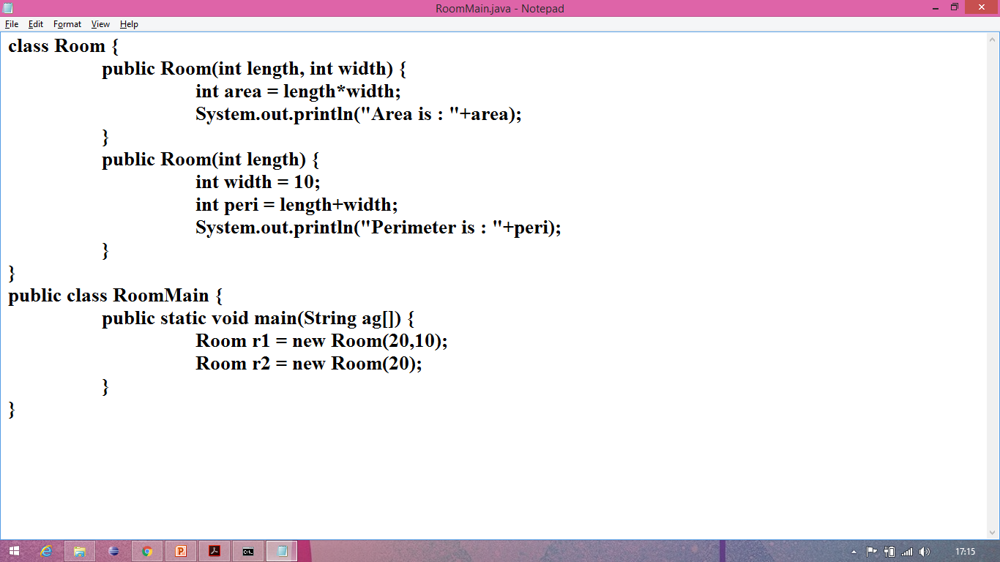 RoomMain.java - Notepad
File Edit Format View Help
class Room {
public Room(int length, int width) {
int area = length*width;
System.out.println("Area is : "+area);
}
public Room(int length) {
int width = 10;
int peri = length+width;
System.out.println("Perimeter is : "+peri);
}
}
public class RoomMain {
public static void main(String ag[]) {
Room r1 = new Room(20,10);
Room r2 = new Room(20);
}
}
17:15